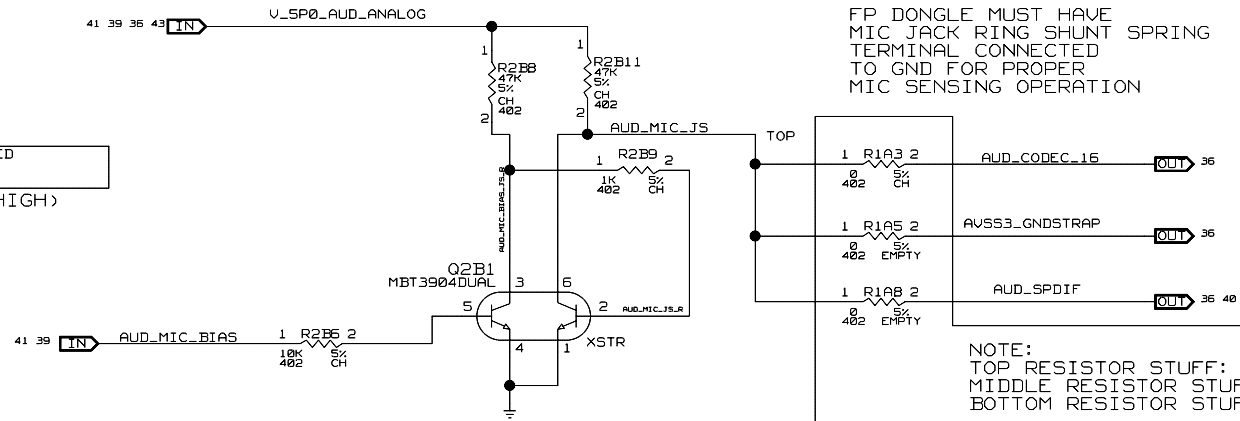 V_5P0_AUD_ANALOG
41 39 36 43 IN
FP DONGLE MUST HAVE
MIC JACK RING SHUNT SPRING
TERMINAL CONNECTED
TO GND FOR PROPER
MIC SENSING OPERATION
1
R2B8
47K
5%
CH
402
2
1
R2B11
47K
5%
CH
402
2
AUD_MIC_JS
TOP
ED
HIGH)
1 R2B9 2
1K 5%
402 CH
AUD_MIC_BIAS_JS_R
1 R1A3 2
0 5%
402 CH
AUD_CODEC_16
OUT 36
1 R1A5 2
0 5%
402 EMPTY
AVSS3_GNDSTRAP
OUT 36
1 R1A8 2
0 5%
402 EMPTY
AUD_SPDIF
OUT 36 40
Q2B1
MBT3904DUAL
3 6
5 2
AUD_MIC_JS_R
4 1
XSTR
41 39 IN
AUD_MIC_BIAS
1 R2B6 2
10K 5%
402 CH
NOTE:
TOP RESISTOR STUFF:
MIDDLE RESISTOR STUF
BOTTOM RESISTOR STUF